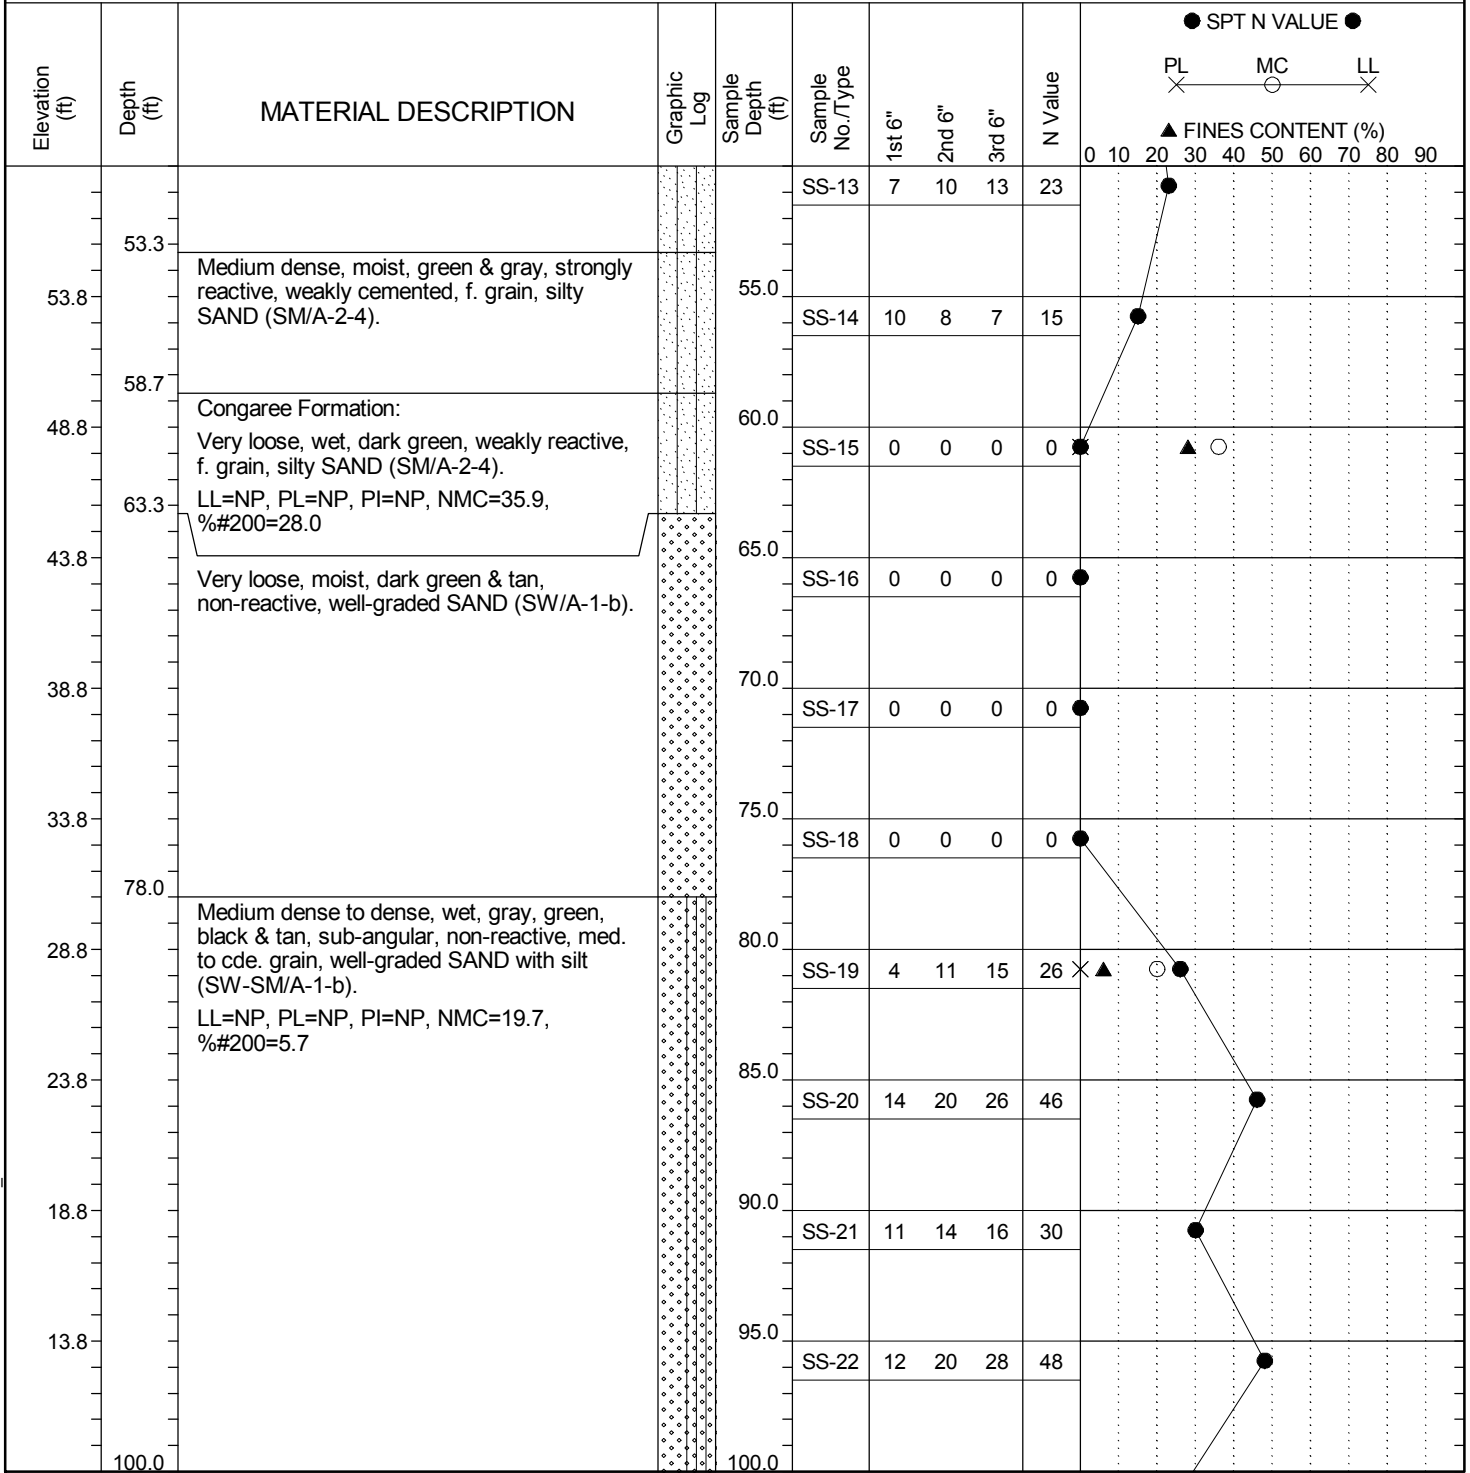 ● SPT N VALUE ●
PL MC LL
▲ FINES CONTENT (%)
0 10 20 30 40 50 60 70 80 90
Elevation (ft)
Depth (ft)
MATERIAL DESCRIPTION
Graphic Log
Sample Depth (ft)
Sample No./Type
1st 6"
2nd 6"
3rd 6"
N Value
SS-13 7 10 13 23
53.3
Medium dense, moist, green & gray, strongly
reactive, weakly cemented, f. grain, silty
SAND (SM/A-2-4).
53.8 55.0
SS-14 10 8 7 15
58.7
Congaree Formation:
48.8 60.0
Very loose, wet, dark green, weakly reactive,
f. grain, silty SAND (SM/A-2-4).
SS-15 0 0 0 0
LL=NP, PL=NP, PI=NP, NMC=35.9,
%#200=28.0
63.3
43.8 65.0
Very loose, moist, dark green & tan,
non-reactive, well-graded SAND (SW/A-1-b).
SS-16 0 0 0 0
38.8 70.0
SS-17 0 0 0 0
33.8 75.0
SS-18 0 0 0 0
78.0
Medium dense to dense, wet, gray, green,
black & tan, sub-angular, non-reactive, med.
to cde. grain, well-graded SAND with silt
(SW-SM/A-1-b).
28.8 80.0
SS-19 4 11 15 26
LL=NP, PL=NP, PI=NP, NMC=19.7,
%#200=5.7
23.8 85.0
SS-20 14 20 26 46
18.8 90.0
SS-21 11 14 16 30
13.8 95.0
SS-22 12 20 28 48
100.0 100.0